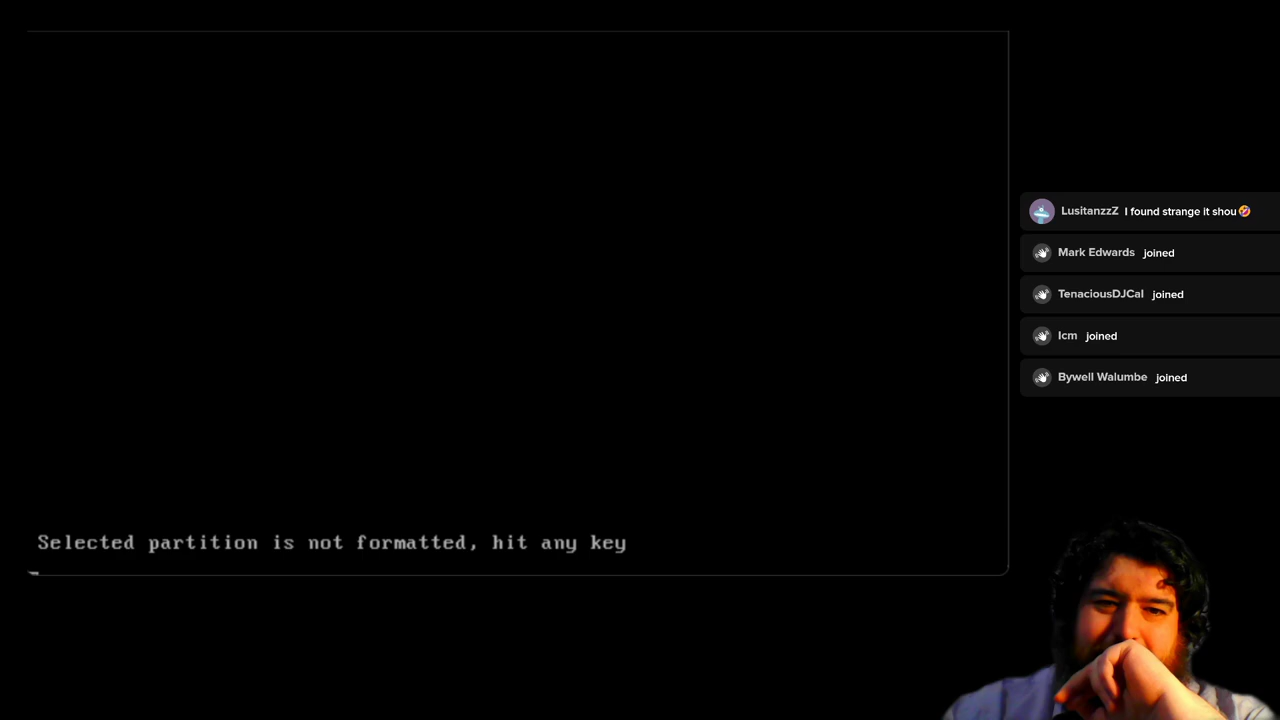 LusitanzzZ I found strange it shou 🤣
Mark Edwards joined
TenaciousDJCal joined
Icm joined
Bywell Walumbe joined
Selected partition is not formatted, hit any key